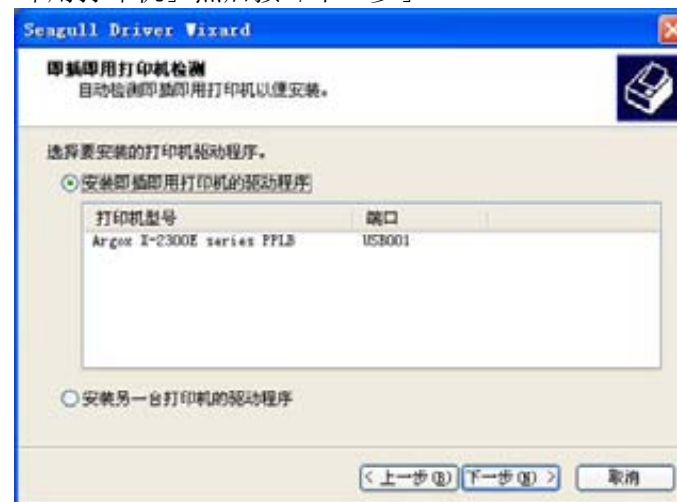 Seagull Driver Wizard
即插即用打印机检测
自动检测即插即用打印机以便安装。
选择要安装的打印机驱动程序。
安装即插即用打印机的驱动程序
打印机型号 端口
Argox X-2300E series PPLB USB001
安装另一台打印机的驱动程序
< 上一步(B) 下一步(N) > 取消